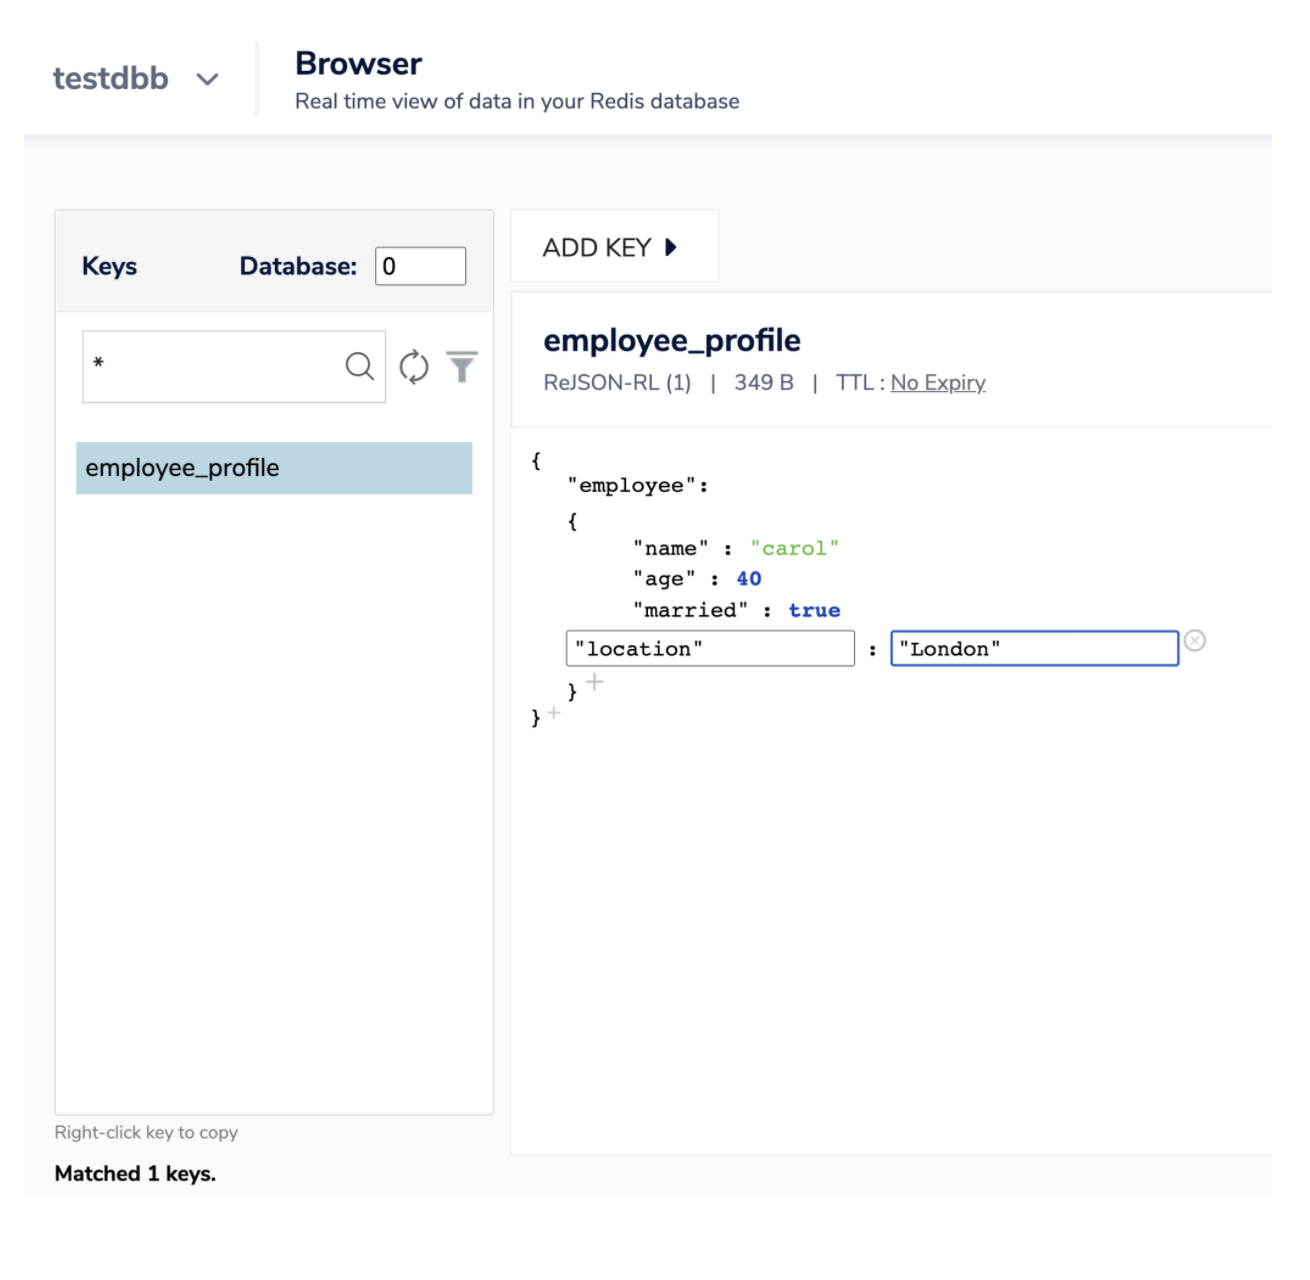 testdbb
Browser
Real time view of data in your Redis database
Keys Database: 0
*
employee_profile
Right-click key to copy
Matched 1 keys.
ADD KEY
employee_profile
ReJSON-RL (1) | 349 B | TTL : No Expiry
{
"employee":
{
"name" : "carol"
"age" : 40
"married" : true
"location" : "London"
} +
} +